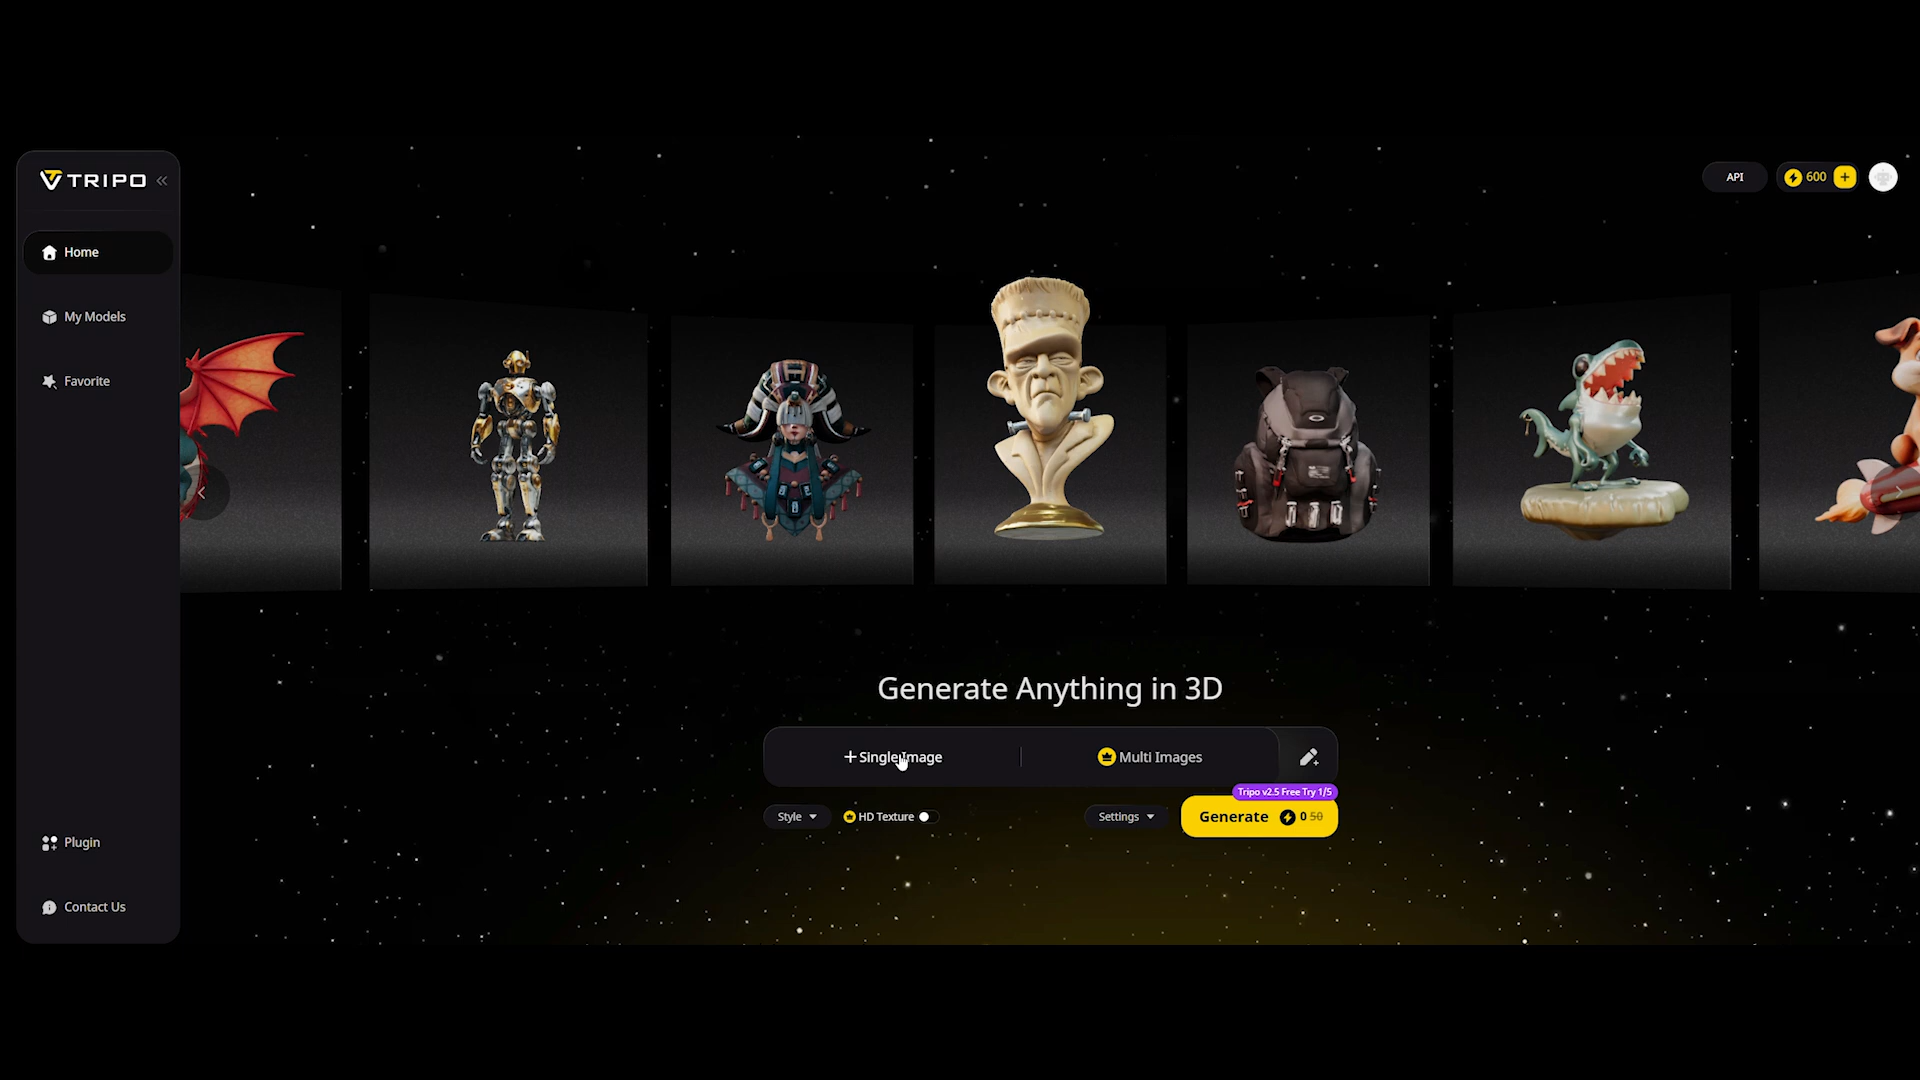 TRIPO
Home
My Models
Favorite
Plugin
Contact Us
API
600
Generate Anything in 3D
Single Image
Multi Images
Tripo v2.5 Free Try 1/5
Style
HD Texture
Settings
Generate 0 50